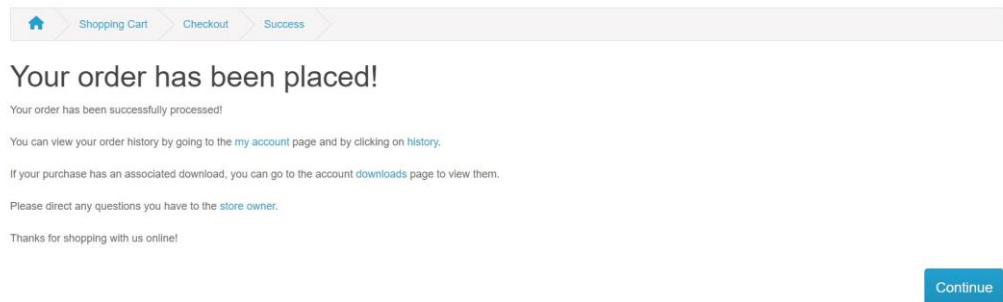 Shopping Cart Checkout Success
Your order has been placed!
Your order has been successfully processed!
You can view your order history by going to the my account page and by clicking on history.
If your purchase has an associated download, you can go to the account downloads page to view them.
Please direct any questions you have to the store owner.
Thanks for shopping with us online!
Continue